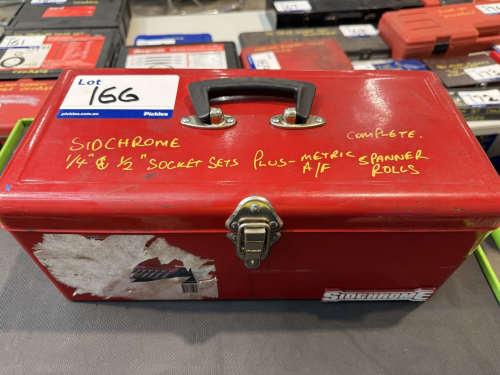 Lot
166
pickles.com.au
Pickles
SIDCHROME
COMPLETE.
1/4" & 1/2" SOCKET SETS PLUS - METRIC SPANNER
A/F ROLLS
SIDCHROME